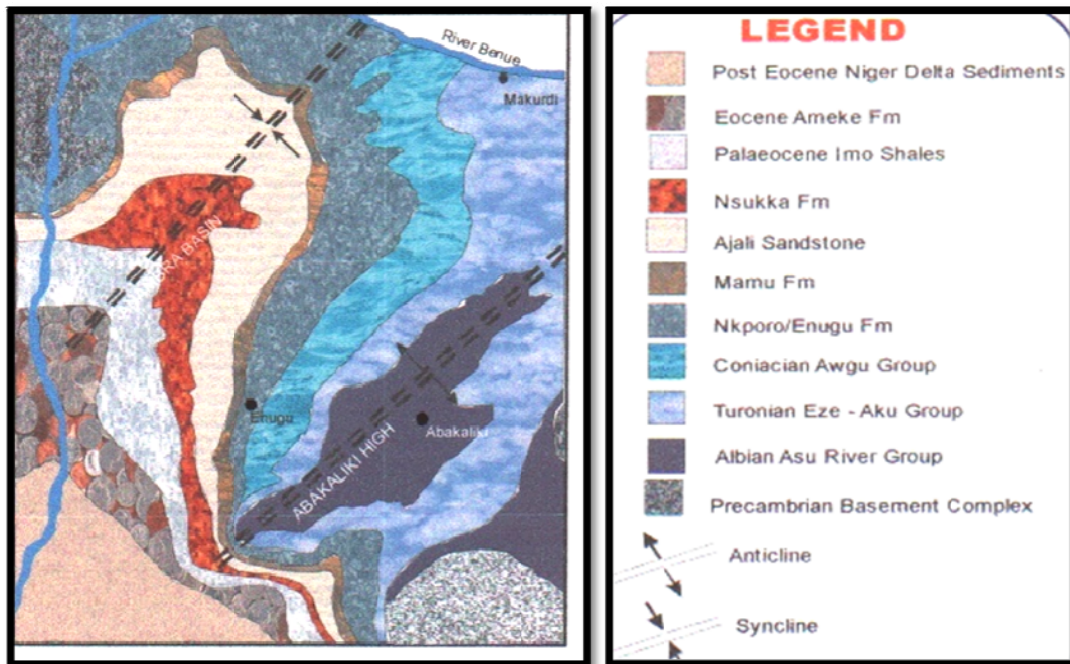 River Benue
Makurdi
BRA BASIN
Enugu
Abakaliki
ABAKALIKI HIGH
LEGEND
Post Eocene Niger Delta Sediments
Eocene Ameke Fm
Palaeocene Imo Shales
Nsukka Fm
Ajali Sandstone
Mamu Fm
Nkporo/Enugu Fm
Coniacian Awgu Group
Turonian Eze - Aku Group
Albian Asu River Group
Precambrian Basement Complex
Anticline
Syncline